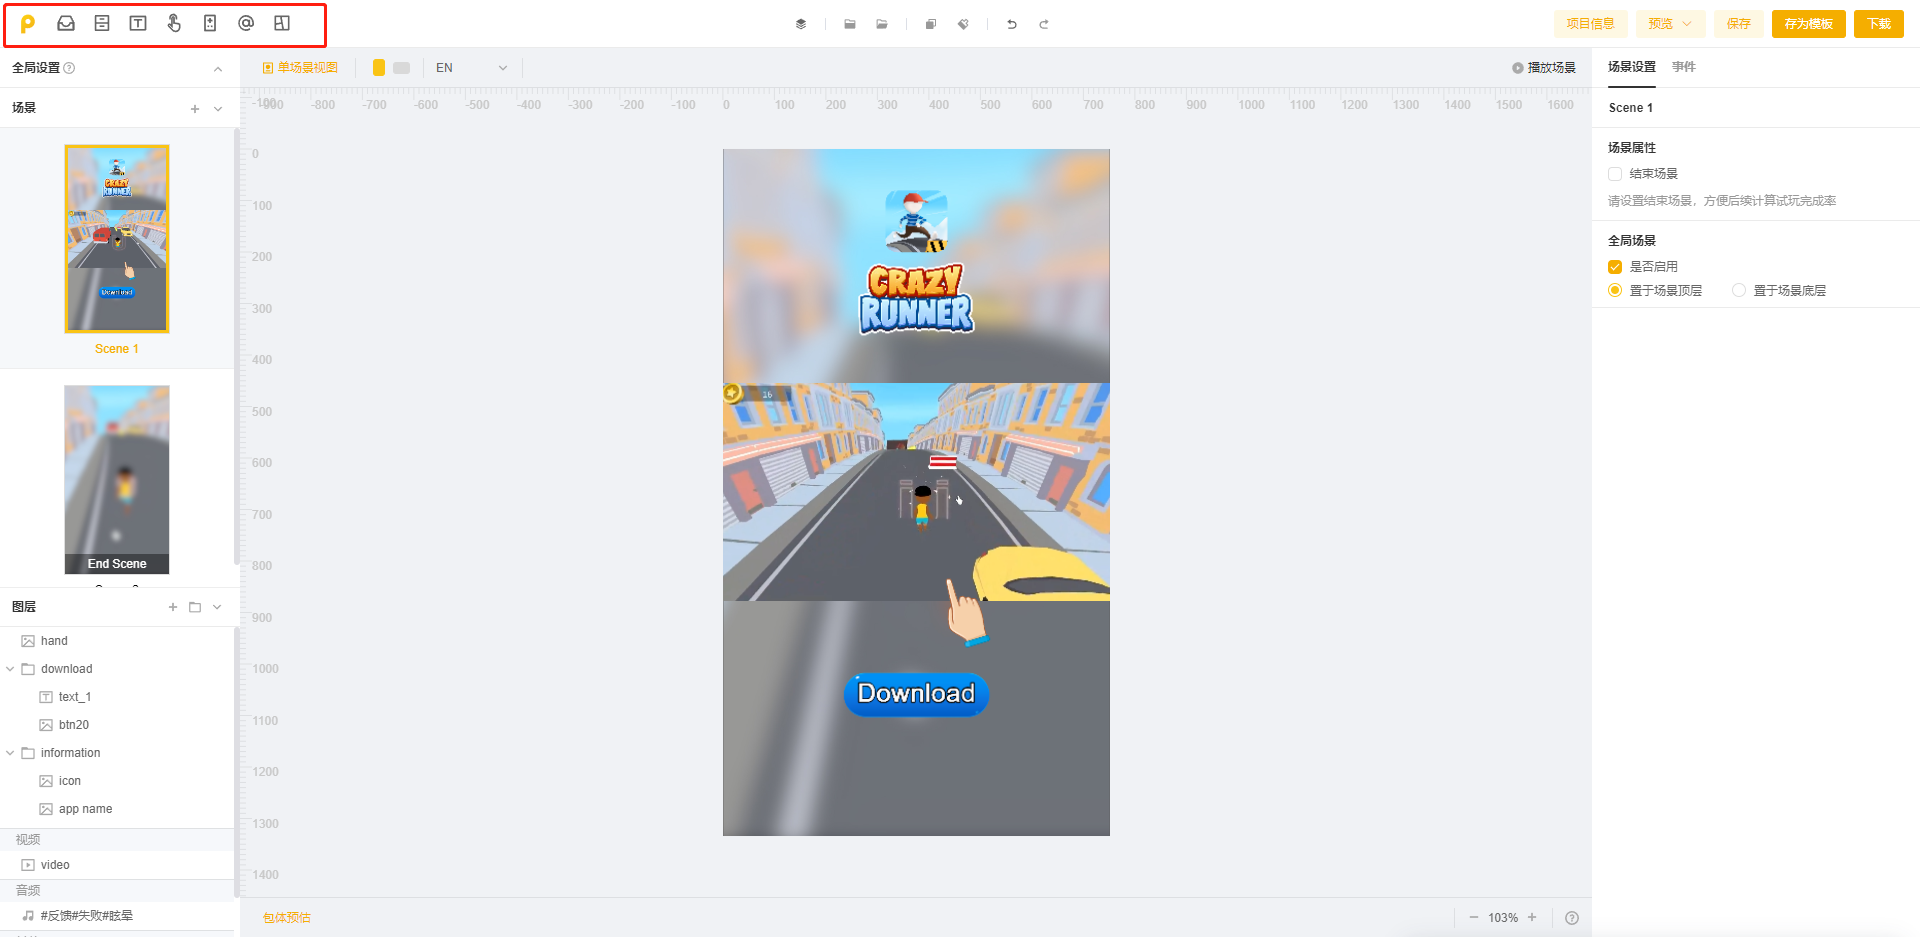 项目信息
预览
保存
存为模板
下载
全局设置
单场景视图
EN
播放场景
场景设置
事件
场景
-100
-800
-700
-600
-500
-400
-300
-200
-100
0
100
200
300
400
500
600
700
800
900
1000
1100
1200
1300
1400
1500
1600
Scene 1
场景属性
结束场景
请设置结束场景，方便后续计算试玩完成率
全局场景
是否启用
置于场景顶层
置于场景底层
CRAZY
RUNNER
Download
Scene 1
End Scene
0
100
200
300
400
500
600
700
800
900
1000
1100
1200
1300
1400
CRAZY
RUNNER
16
Download
图层
hand
download
text_1
btn20
information
icon
app name
视频
video
音频
#反馈#失败#眩晕
包体预估
103%